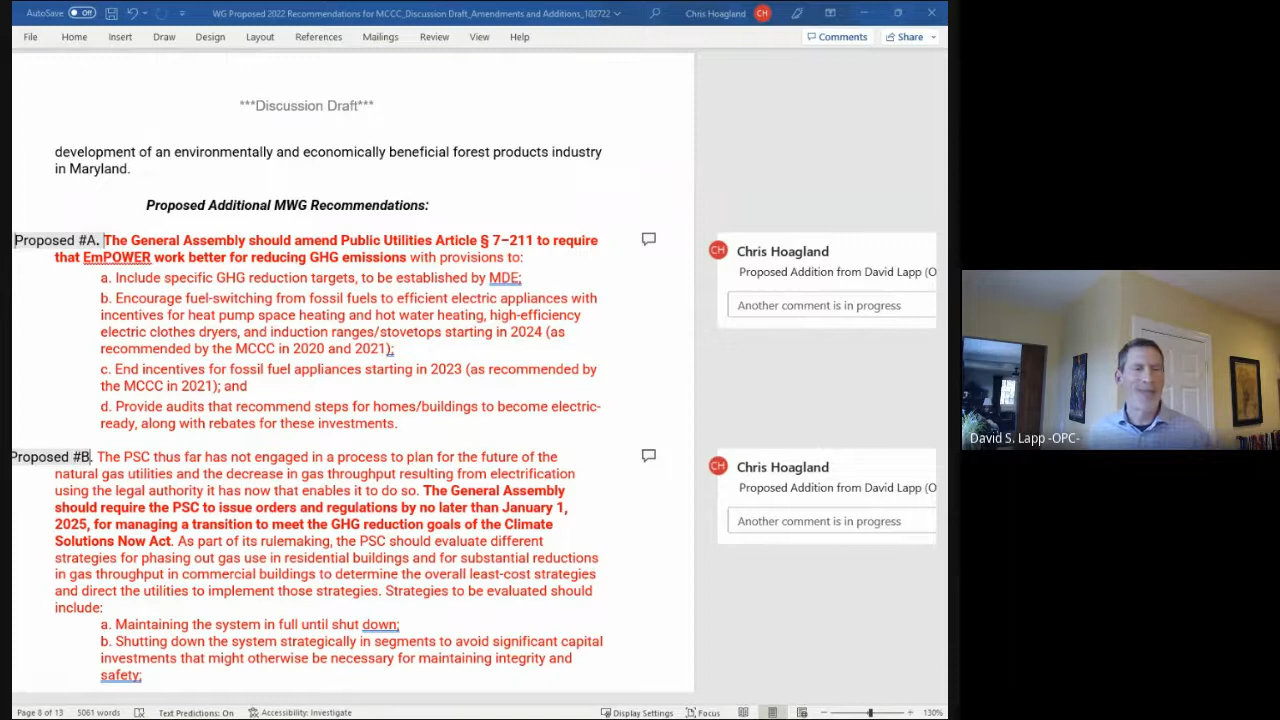 AutoSave Off WG Proposed 2022 Recommendations for MCCC_Discussion Draft_Amendments and Additions_102722 Chris Hoagland CH
File Home Insert Draw Design Layout References Mailings Review View Help Comments Share
***Discussion Draft***
development of an environmentally and economically beneficial forest products industry
in Maryland.
Proposed Additional MWG Recommendations:
Proposed #A. The General Assembly should amend Public Utilities Article § 7–211 to require
that EmPOWER work better for reducing GHG emissions with provisions to:
a. Include specific GHG reduction targets, to be established by MDE;
b. Encourage fuel-switching from fossil fuels to efficient electric appliances with
incentives for heat pump space heating and hot water heating, high-efficiency
electric clothes dryers, and induction ranges/stovetops starting in 2024 (as
recommended by the MCCC in 2020 and 2021);
c. End incentives for fossil fuel appliances starting in 2023 (as recommended by
the MCCC in 2021); and
d. Provide audits that recommend steps for homes/buildings to become electric-
ready, along with rebates for these investments.
Proposed #B. The PSC thus far has not engaged in a process to plan for the future of the
natural gas utilities and the decrease in gas throughput resulting from electrification
using the legal authority it has now that enables it to do so. The General Assembly
should require the PSC to issue orders and regulations by no later than January 1,
2025, for managing a transition to meet the GHG reduction goals of the Climate
Solutions Now Act. As part of its rulemaking, the PSC should evaluate different
strategies for phasing out gas use in residential buildings and for substantial reductions
in gas throughput in commercial buildings to determine the overall least-cost strategies
and direct the utilities to implement those strategies. Strategies to be evaluated should
include:
a. Maintaining the system in full until shut down;
b. Shutting down the system strategically in segments to avoid significant capital
investments that might otherwise be necessary for maintaining integrity and
safety;
CH Chris Hoagland
Proposed Addition from David Lapp (O
Another comment is in progress
CH Chris Hoagland
Proposed Addition from David Lapp (O
Another comment is in progress
David S. Lapp -OPC-
Page 8 of 13 5061 words Text Predictions: On Accessibility: Investigate Display Settings Focus 130%